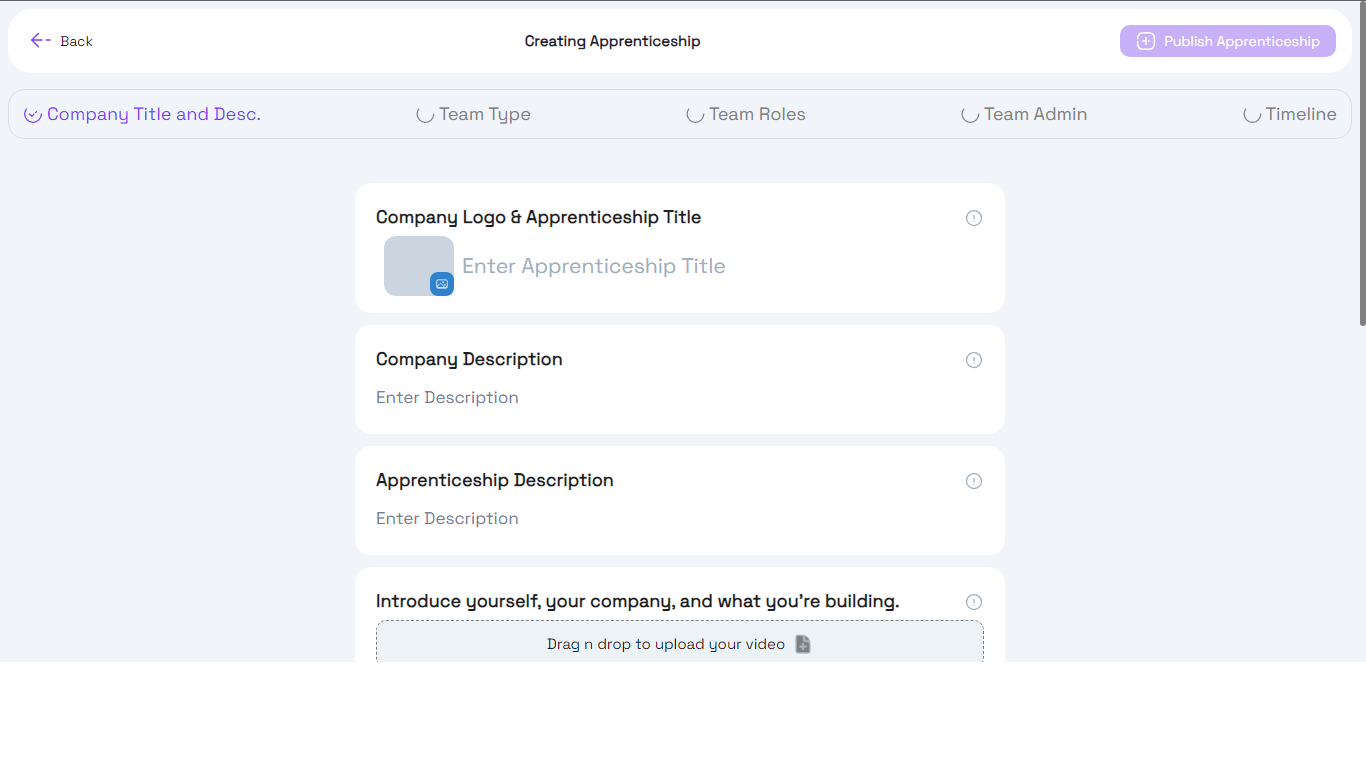 Back
Creating Apprenticeship
Publish Apprenticeship
Company Title and Desc.
Team Type
Team Roles
Team Admin
Timeline
Company Logo & Apprenticeship Title
Enter Apprenticeship Title
Company Description
Enter Description
Apprenticeship Description
Enter Description
Introduce yourself, your company, and what you're building.
Drag n drop to upload your video